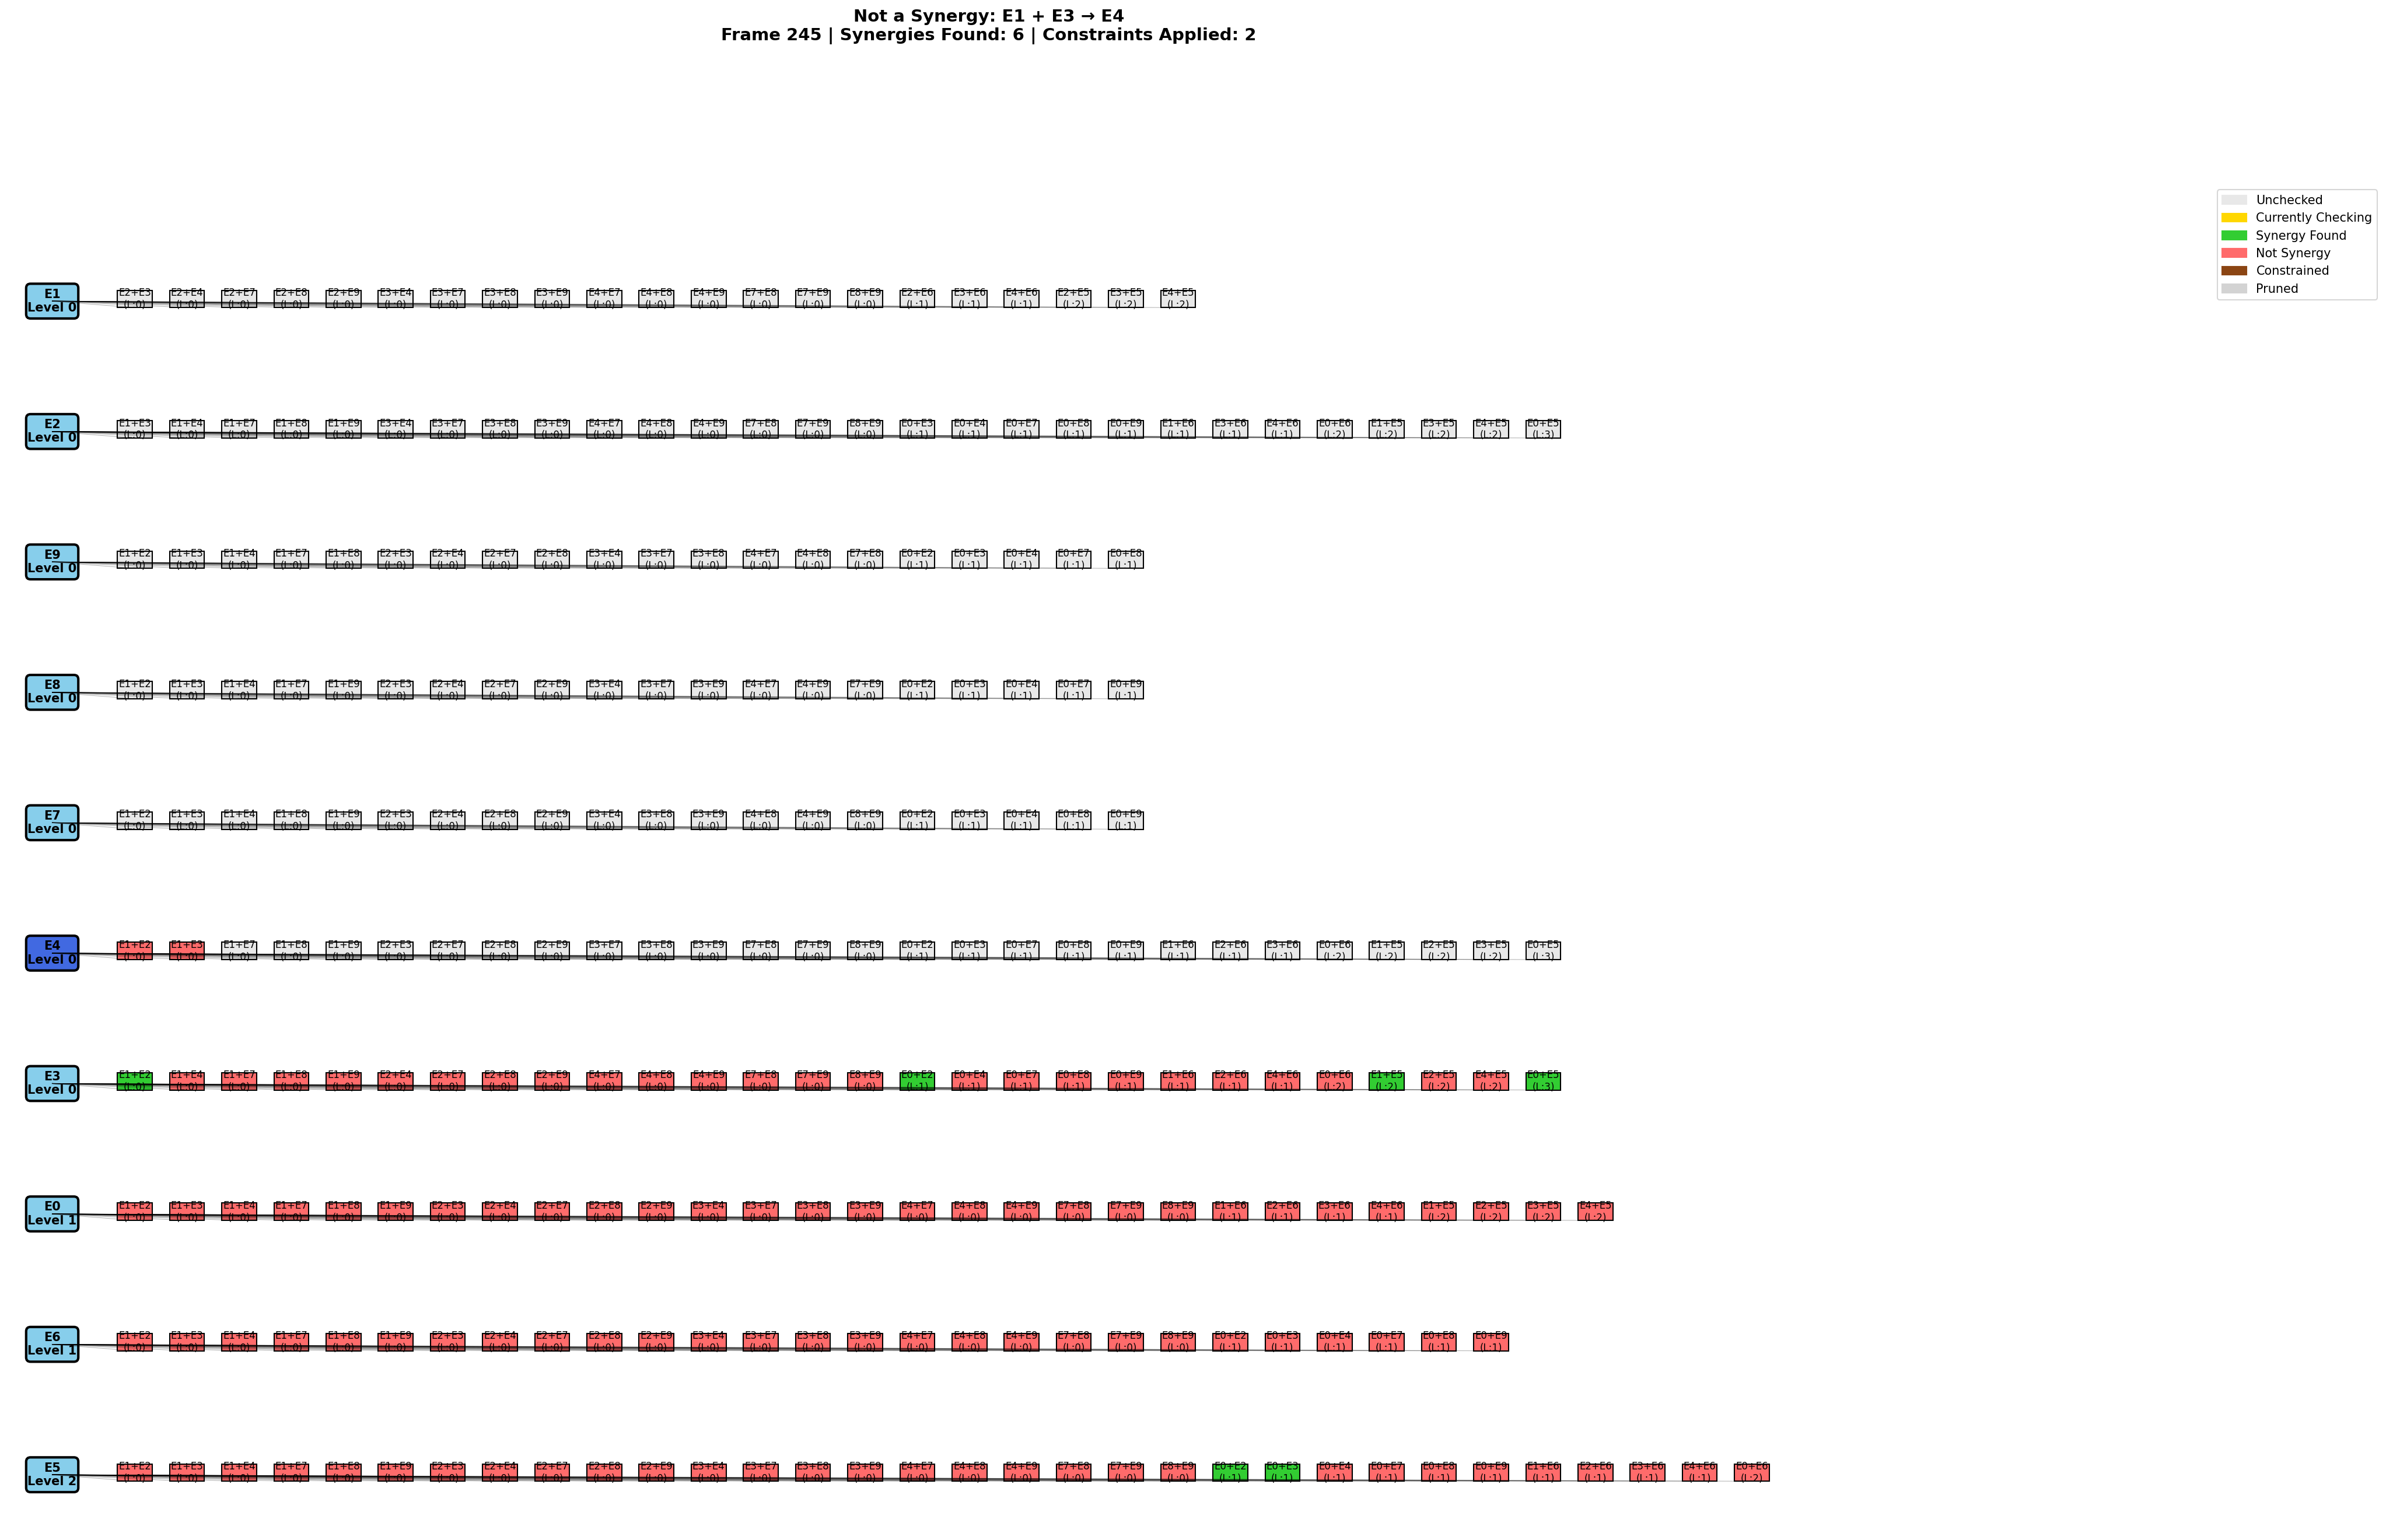 Not a Synergy: E1 + E3 → E4
Frame 245 | Synergies Found: 6 | Constraints Applied: 2
Unchecked
Currently Checking
Synergy Found
Not Synergy
Constrained
Pruned
E1 E2+E3 E2+E4 E2+E7 E2+E8 E2+E9 E3+E4 E3+E7 E3+E8 E3+E9 E4+E7 E4+E8 E4+E9 E7+E8 E7+E9 E8+E9 E2+E6 E3+E6 E4+E6 E2+E5 E3+E5 E4+E5
Level 0 (L:0) (L:0) (L:0) (L:0) (L:0) (L:0) (L:0) (L:0) (L:0) (L:0) (L:0) (L:0) (L:0) (L:0) (L:0) (L:1) (L:1) (L:1) (L:2) (L:2) (L:2)
E2 E1+E3 E1+E4 E1+E7 E1+E8 E1+E9 E3+E4 E3+E7 E3+E8 E3+E9 E4+E7 E4+E8 E4+E9 E7+E8 E7+E9 E8+E9 E0+E3 E0+E4 E0+E7 E0+E8 E0+E9 E1+E6 E3+E6 E4+E6 E0+E6 E1+E5 E3+E5 E4+E5 E0+E5
Level 0 (L:0) (L:0) (L:0) (L:0) (L:0) (L:0) (L:0) (L:0) (L:0) (L:0) (L:0) (L:0) (L:0) (L:0) (L:0) (L:1) (L:1) (L:1) (L:1) (L:1) (L:1) (L:1) (L:1) (L:2) (L:2) (L:2) (L:2) (L:3)
E9 E1+E2 E1+E3 E1+E4 E1+E7 E1+E8 E2+E3 E2+E4 E2+E7 E2+E8 E3+E4 E3+E7 E3+E8 E4+E7 E4+E8 E7+E8 E0+E2 E0+E3 E0+E4 E0+E7 E0+E8
Level 0 (L:0) (L:0) (L:0) (L:0) (L:0) (L:0) (L:0) (L:0) (L:0) (L:0) (L:0) (L:0) (L:0) (L:0) (L:0) (L:1) (L:1) (L:1) (L:1) (L:1)
E8 E1+E2 E1+E3 E1+E4 E1+E7 E1+E9 E2+E3 E2+E4 E2+E7 E2+E9 E3+E4 E3+E7 E3+E9 E4+E7 E4+E9 E7+E9 E0+E2 E0+E3 E0+E4 E0+E7 E0+E9
Level 0 (L:0) (L:0) (L:0) (L:0) (L:0) (L:0) (L:0) (L:0) (L:0) (L:0) (L:0) (L:0) (L:0) (L:0) (L:0) (L:1) (L:1) (L:1) (L:1) (L:1)
E7 E1+E2 E1+E3 E1+E4 E1+E8 E1+E9 E2+E3 E2+E4 E2+E8 E2+E9 E3+E4 E3+E8 E3+E9 E4+E8 E4+E9 E8+E9 E0+E2 E0+E3 E0+E4 E0+E8 E0+E9
Level 0 (L:0) (L:0) (L:0) (L:0) (L:0) (L:0) (L:0) (L:0) (L:0) (L:0) (L:0) (L:0) (L:0) (L:0) (L:0) (L:1) (L:1) (L:1) (L:1) (L:1)
E4 E1+E2 E1+E3 E1+E7 E1+E8 E1+E9 E2+E3 E2+E7 E2+E8 E2+E9 E3+E7 E3+E8 E3+E9 E7+E8 E7+E9 E8+E9 E0+E2 E0+E3 E0+E7 E0+E8 E0+E9 E1+E6 E2+E6 E3+E6 E0+E6 E1+E5 E2+E5 E3+E5 E0+E5
Level 0 (L:0) (L:0) (L:0) (L:0) (L:0) (L:0) (L:0) (L:0) (L:0) (L:0) (L:0) (L:0) (L:0) (L:0) (L:0) (L:1) (L:1) (L:1) (L:1) (L:1) (L:1) (L:1) (L:1) (L:2) (L:2) (L:2) (L:2) (L:3)
E3 E1+E2 E1+E4 E1+E7 E1+E8 E1+E9 E2+E4 E2+E7 E2+E8 E2+E9 E4+E7 E4+E8 E4+E9 E7+E8 E7+E9 E8+E9 E0+E2 E0+E4 E0+E7 E0+E8 E0+E9 E1+E6 E2+E6 E4+E6 E0+E6 E1+E5 E2+E5 E4+E5 E0+E5
Level 0 (L:0) (L:0) (L:0) (L:0) (L:0) (L:0) (L:0) (L:0) (L:0) (L:0) (L:0) (L:0) (L:0) (L:0) (L:0) (L:1) (L:1) (L:1) (L:1) (L:1) (L:1) (L:1) (L:1) (L:2) (L:2) (L:2) (L:2) (L:3)
E0 E1+E2 E1+E3 E1+E4 E1+E7 E1+E8 E1+E9 E2+E3 E2+E4 E2+E7 E2+E8 E2+E9 E3+E4 E3+E7 E3+E8 E3+E9 E4+E7 E4+E8 E4+E9 E7+E8 E7+E9 E8+E9 E1+E6 E2+E6 E3+E6 E4+E6 E1+E5 E2+E5 E3+E5 E4+E5
Level 1 (L:0) (L:0) (L:0) (L:0) (L:0) (L:0) (L:0) (L:0) (L:0) (L:0) (L:0) (L:0) (L:0) (L:0) (L:0) (L:0) (L:0) (L:0) (L:0) (L:0) (L:0) (L:1) (L:1) (L:1) (L:1) (L:2) (L:2) (L:2) (L:2)
E6 E1+E2 E1+E3 E1+E4 E1+E7 E1+E8 E1+E9 E2+E3 E2+E4 E2+E7 E2+E8 E2+E9 E3+E4 E3+E7 E3+E8 E3+E9 E4+E7 E4+E8 E4+E9 E7+E8 E7+E9 E8+E9 E0+E2 E0+E3 E0+E4 E0+E7 E0+E8 E0+E9
Level 1 (L:0) (L:0) (L:0) (L:0) (L:0) (L:0) (L:0) (L:0) (L:0) (L:0) (L:0) (L:0) (L:0) (L:0) (L:0) (L:0) (L:0) (L:0) (L:0) (L:0) (L:0) (L:1) (L:1) (L:1) (L:1) (L:1) (L:1)
E5 E1+E2 E1+E3 E1+E4 E1+E7 E1+E8 E1+E9 E2+E3 E2+E4 E2+E7 E2+E8 E2+E9 E3+E4 E3+E7 E3+E8 E3+E9 E4+E7 E4+E8 E4+E9 E7+E8 E7+E9 E8+E9 E0+E2 E0+E3 E0+E4 E0+E7 E0+E8 E0+E9 E1+E6 E2+E6 E3+E6 E4+E6 E0+E6
Level 2 (L:0) (L:0) (L:0) (L:0) (L:0) (L:0) (L:0) (L:0) (L:0) (L:0) (L:0) (L:0) (L:0) (L:0) (L:0) (L:0) (L:0) (L:0) (L:0) (L:0) (L:0) (L:1) (L:1) (L:1) (L:1) (L:1) (L:1) (L:1) (L:1) (L:1) (L:1) (L:2)